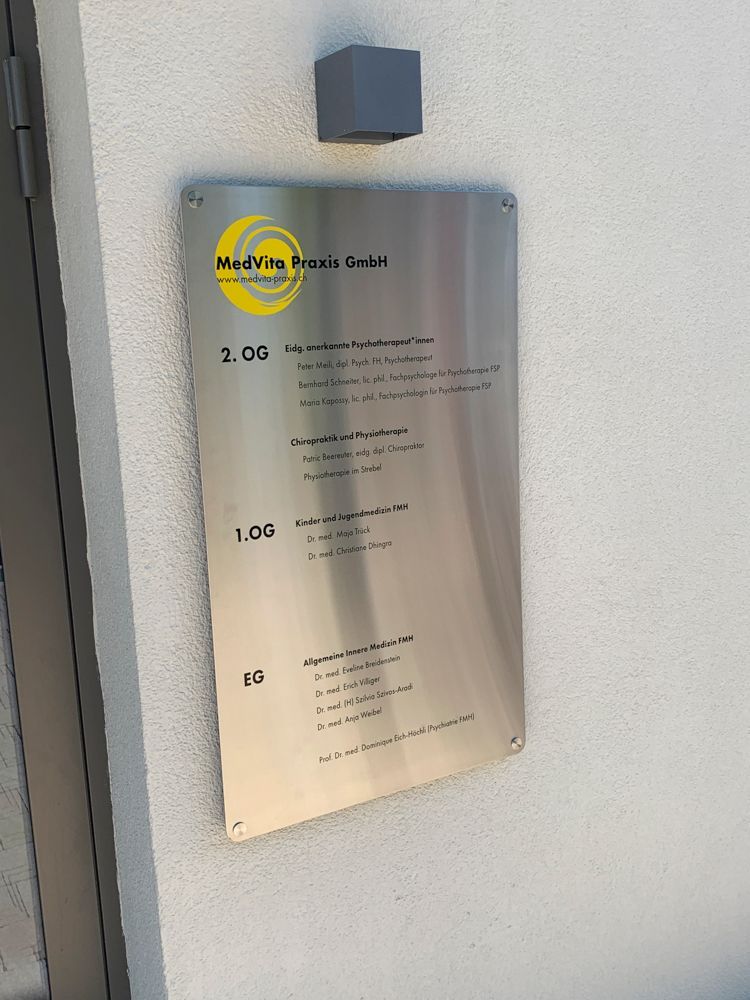 MedVita Praxis GmbH
www.medvita-praxis.ch
2. OG Eidg. anerkannte Psychotherapeut*innen
Peter Meili, dipl. Psych. FH, Psychotherapeut
Bernhard Schneiter, lic. phil., Fachpsychologe für Psychotherapie FSP
Maria Kapossy, lic. phil., Fachpsychologin für Psychotherapie FSP
Chiropraktik und Physiotherapie
Patric Beereuter, eidg. dipl. Chiropraktor
Physiotherapie im Strebel
1.OG Kinder und Jugendmedizin FMH
Dr. med. Maja Trück
Dr. med. Christiane Dhingra
EG Allgemeine Innere Medizin FMH
Dr. med. Eveline Breidenstein
Dr. med. Erich Villiger
Dr. med. (H) Szilvia Szivos-Aradi
Dr. med. Anja Weibel
Prof. Dr. med. Dominique Eich-Höchli (Psychiatrie FMH)